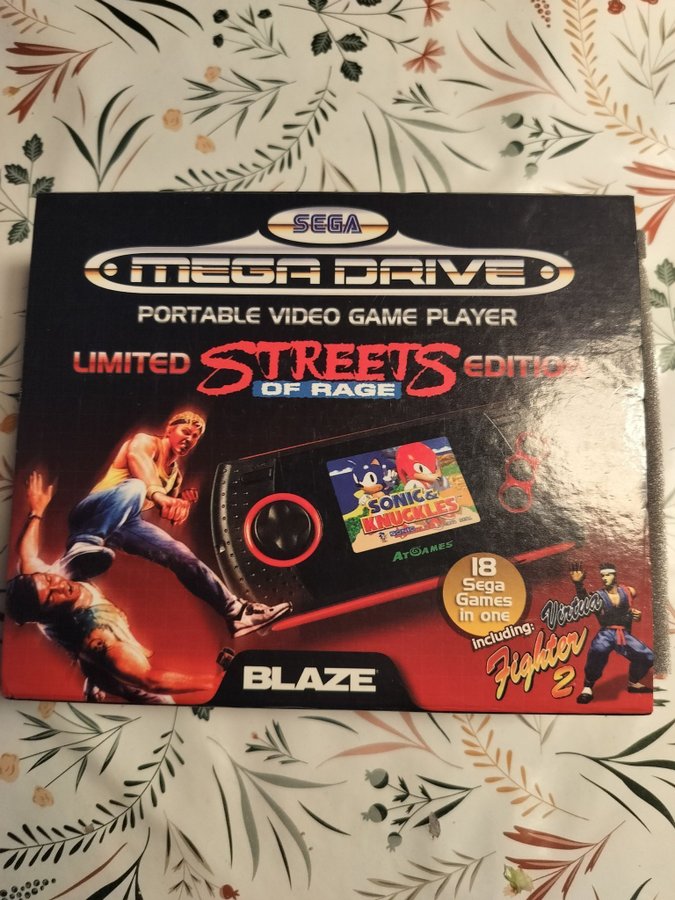 SEGA
MEGA DRIVE
PORTABLE VIDEO GAME PLAYER
LIMITED STREETS OF RAGE EDITION
SONIC &
KNUCKLES
ATGAMES
18
Sega
Games
in one
including:
Virtua
Fighter
2
BLAZE